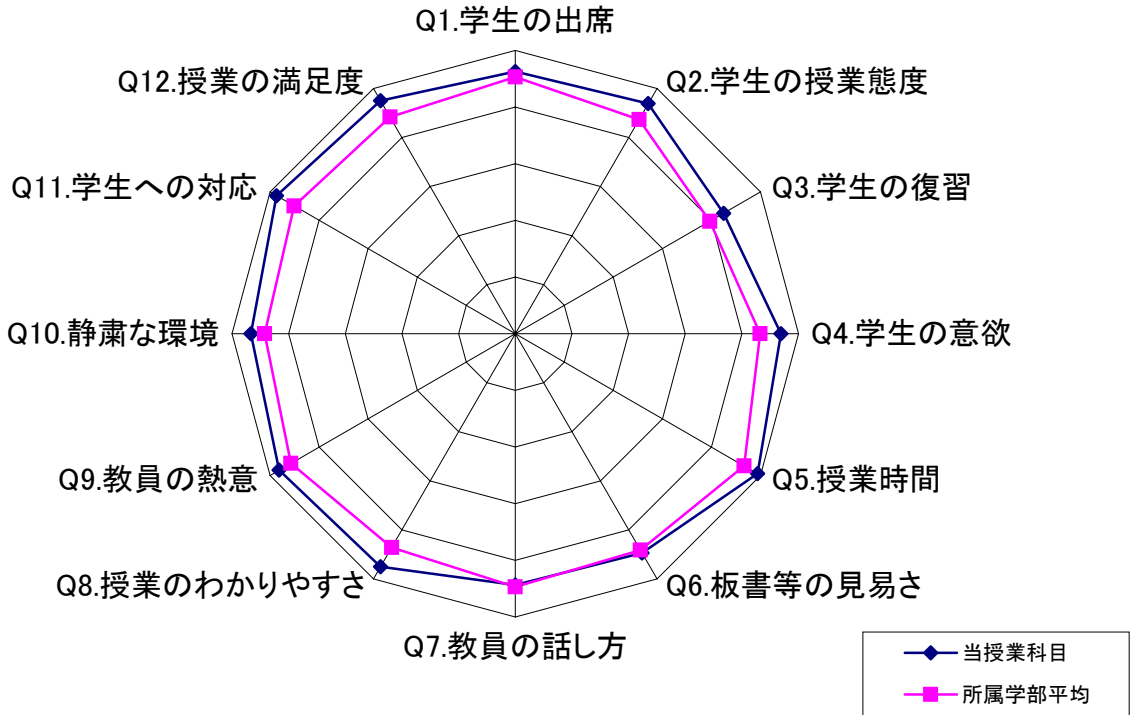 Q1.学生の出席
Q2.学生の授業態度
Q3.学生の復習
Q4.学生の意欲
Q5.授業時間
Q6.板書等の見易さ
Q7.教員の話し方
Q8.授業のわかりやすさ
Q9.教員の熱意
Q10.静粛な環境
Q11.学生への対応
Q12.授業の満足度
当授業科目
所属学部平均